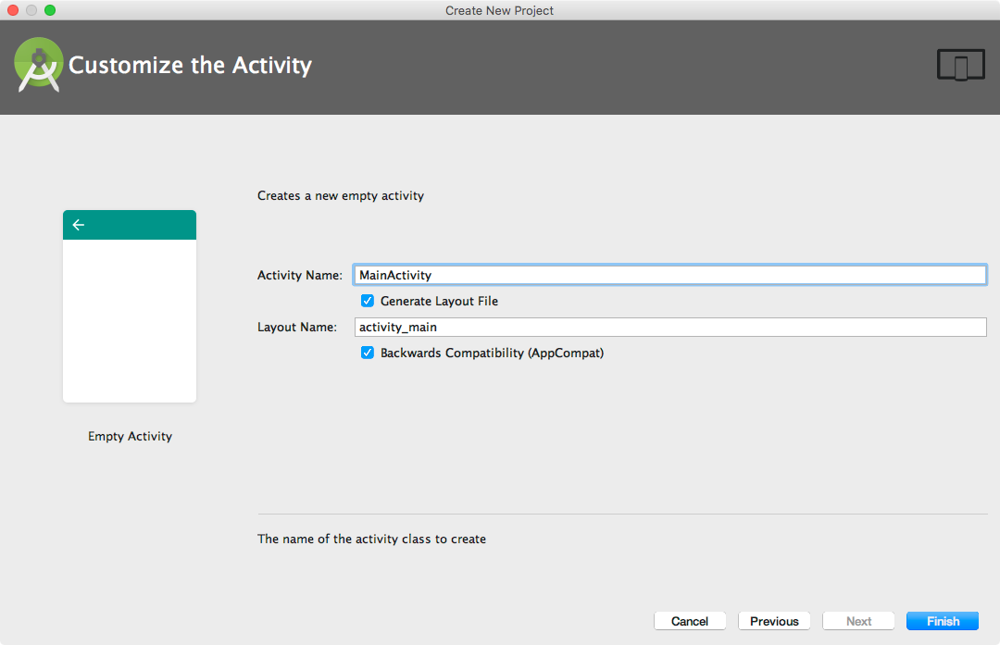 Create New Project
Customize the Activity
Creates a new empty activity
Activity Name: MainActivity
Generate Layout File
Layout Name: activity_main
Backwards Compatibility (AppCompat)
Empty Activity
The name of the activity class to create
Cancel Previous Next Finish